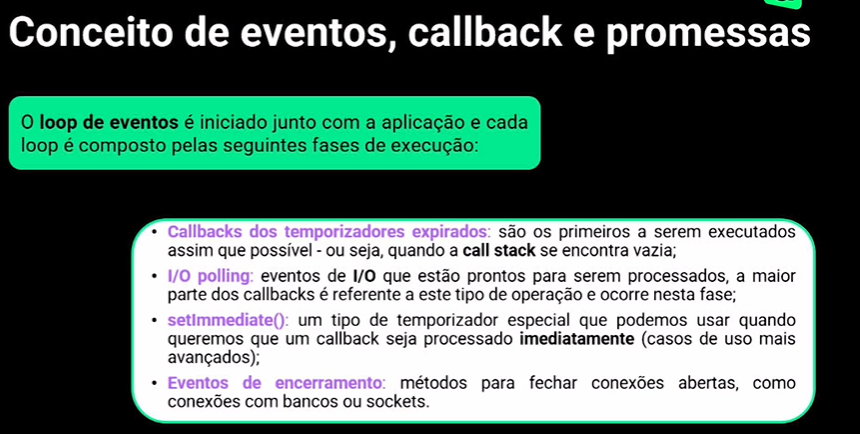 Conceito de eventos, callback e promessas
O loop de eventos é iniciado junto com a aplicação e cada
loop é composto pelas seguintes fases de execução:
• Callbacks dos temporizadores expirados: são os primeiros a serem executados
assim que possível - ou seja, quando a call stack se encontra vazia;
• I/O polling: eventos de I/O que estão prontos para serem processados, a maior
parte dos callbacks é referente a este tipo de operação e ocorre nesta fase;
• setImmediate(): um tipo de temporizador especial que podemos usar quando
queremos que um callback seja processado imediatamente (casos de uso mais
avançados);
• Eventos de encerramento: métodos para fechar conexões abertas, como
conexões com bancos ou sockets.